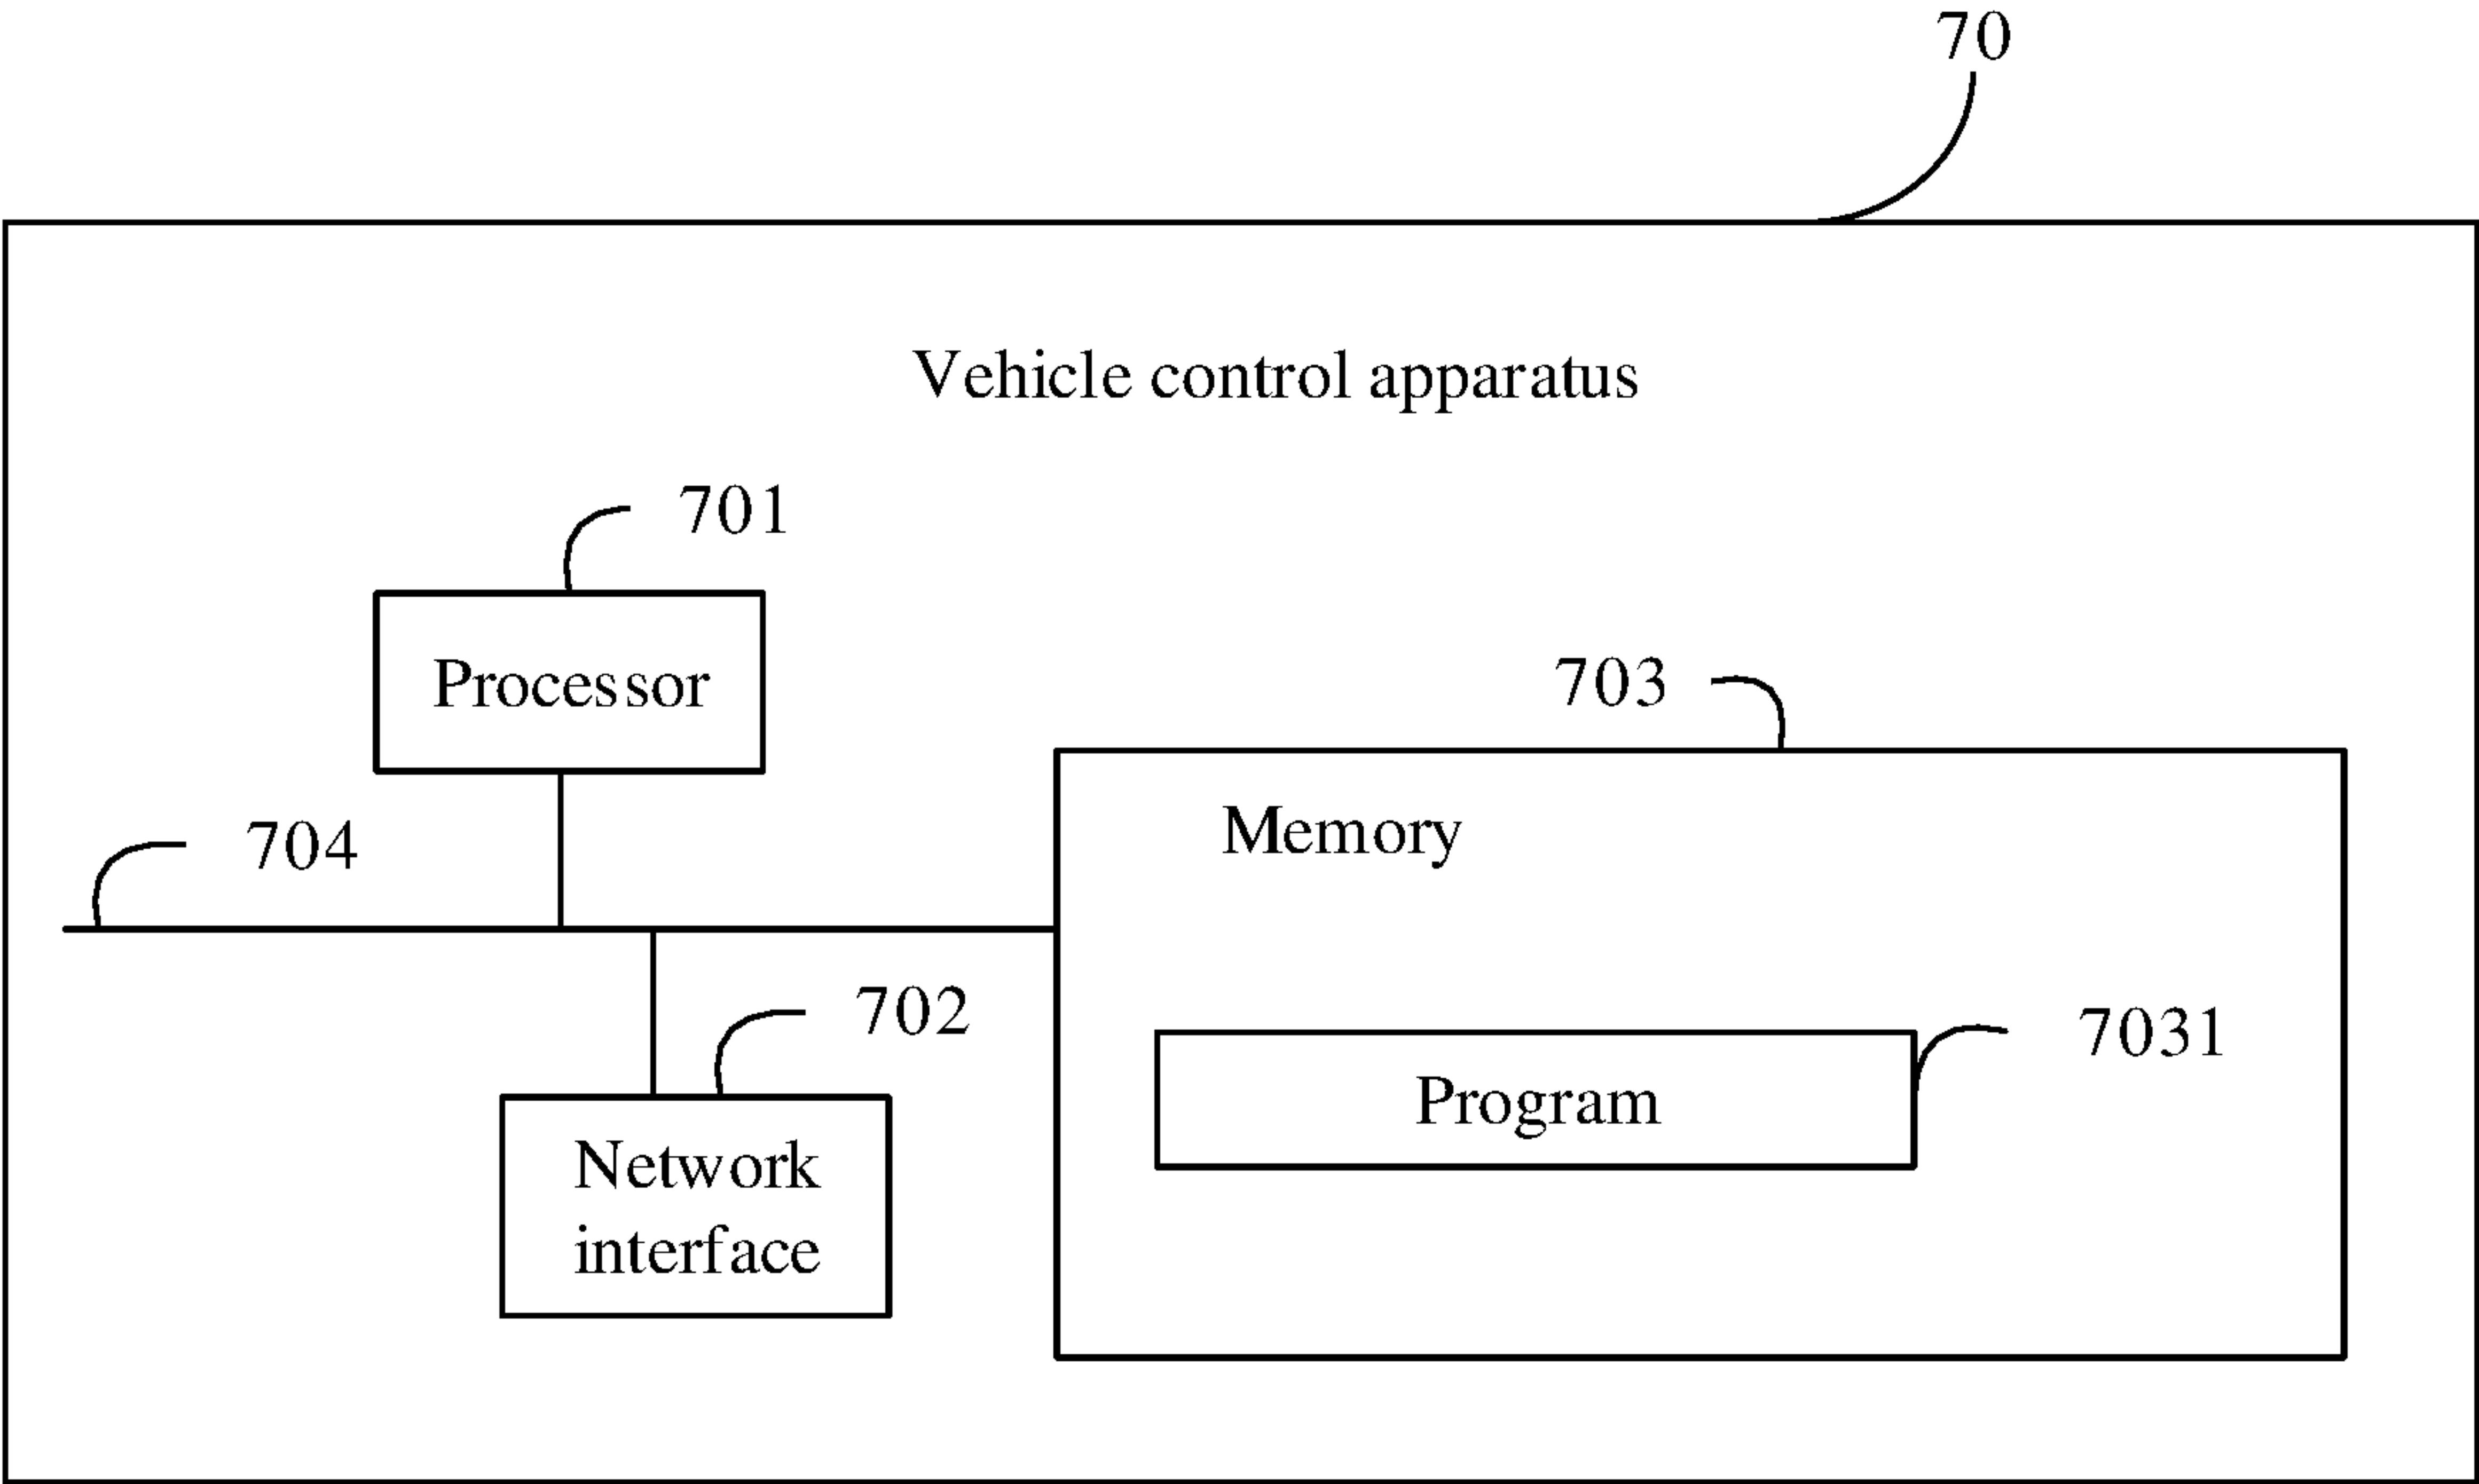 70
Vehicle control apparatus
701
Processor
703
Memory
704
702
7031
Program
Network
interface